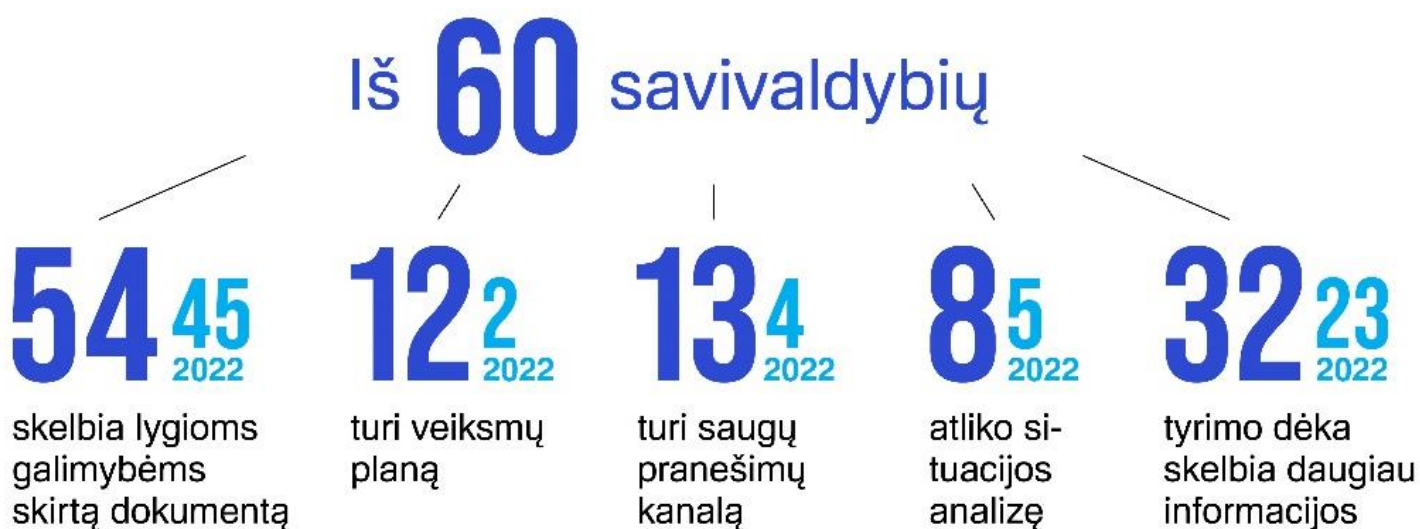 Iš 60 savivaldybių
54 45
2022
skelbia lygioms
galimybėms
skirtą dokumentą
12 2
2022
turi veiksmų
planą
13 4
2022
turi saugų
pranešimų
kanalą
8 5
2022
atliko si-
tuacijos
analizę
32 23
2022
tyrimo dėka
skelbia daugiau
informacijos